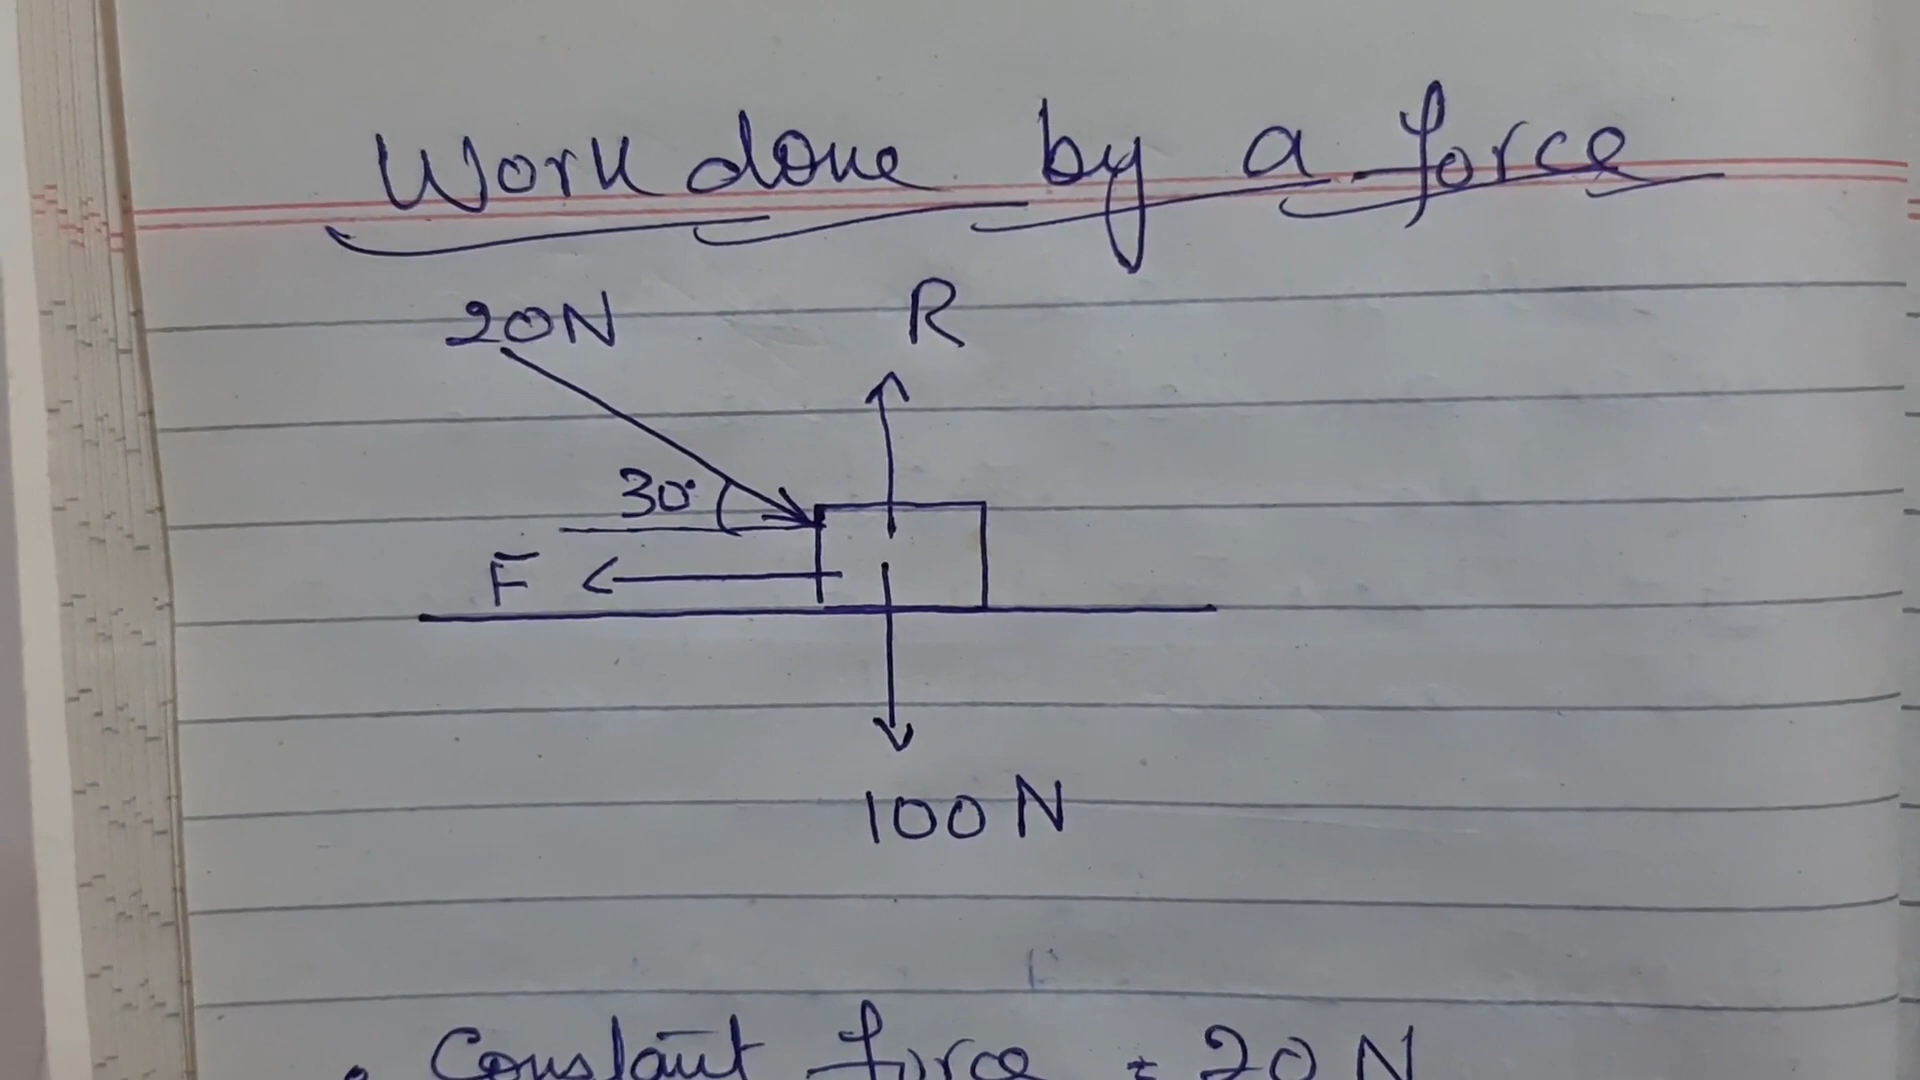 Work done by a force
20N
R
30°
F
100 N
• Constant force = 20 N